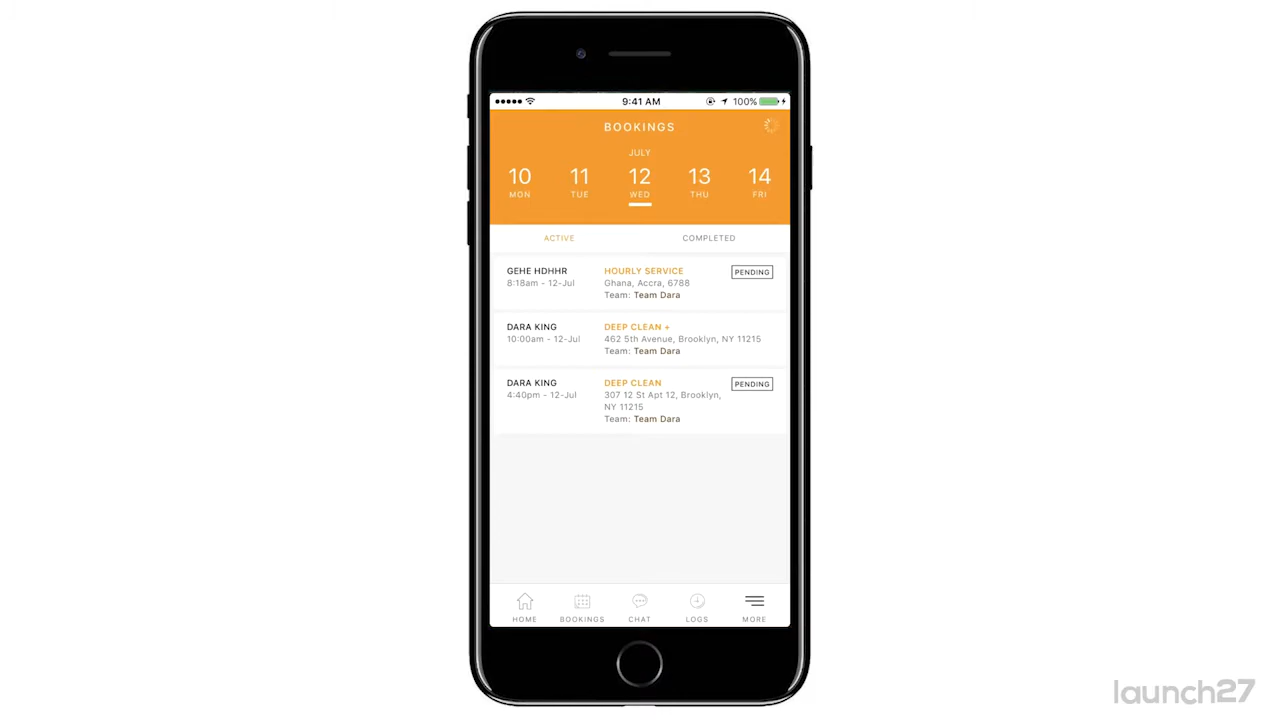 9:41 AM
100%
BOOKINGS
JULY
10 11 12 13 14
MON TUE WED THU FRI
ACTIVE COMPLETED
GEHE HDHHR
8:18am - 12-Jul
HOURLY SERVICE
Ghana, Accra, 6788
Team: Team Dara
PENDING
DARA KING
10:00am - 12-Jul
DEEP CLEAN +
462 5th Avenue, Brooklyn, NY 11215
Team: Team Dara
DARA KING
4:40pm - 12-Jul
DEEP CLEAN
307 12 St Apt 12, Brooklyn,
NY 11215
Team: Team Dara
PENDING
HOME BOOKINGS CHAT LOGS MORE
launch27